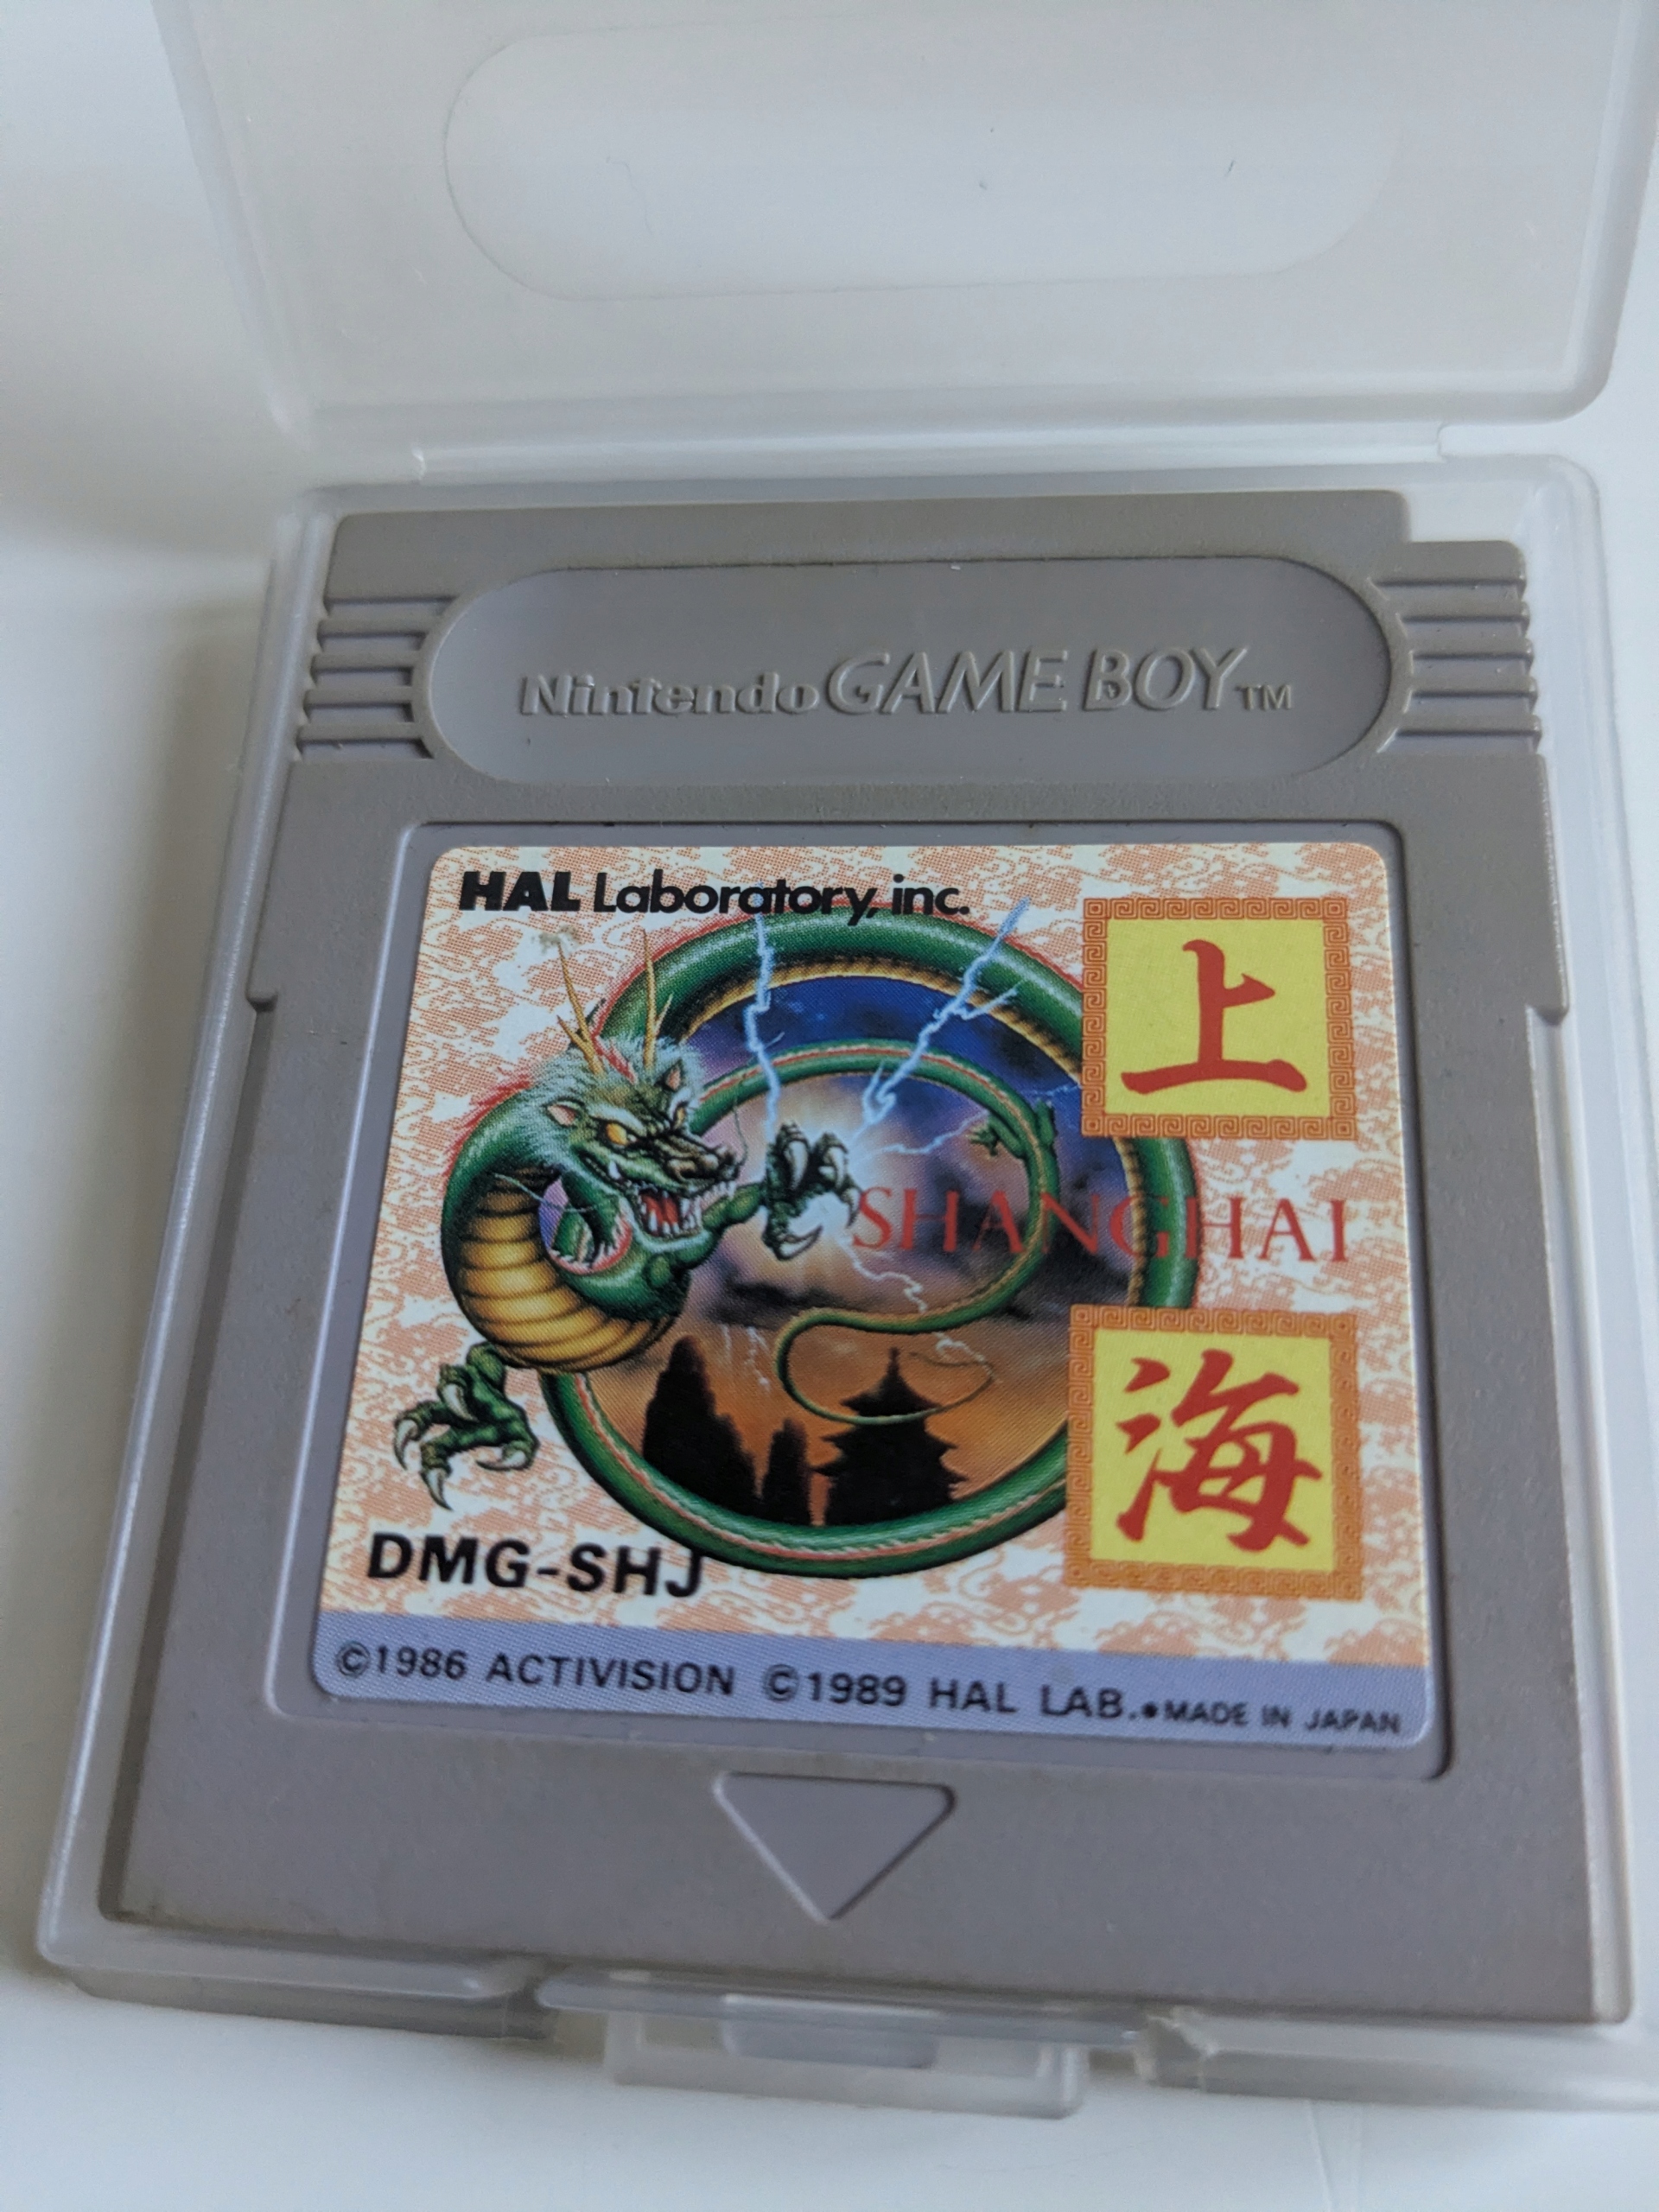 Nintendo GAME BOY™
HAL Laboratory, inc.
上
SHANGHAI
海
DMG-SHJ
©1986 ACTIVISION ©1989 HAL LAB.•MADE IN JAPAN